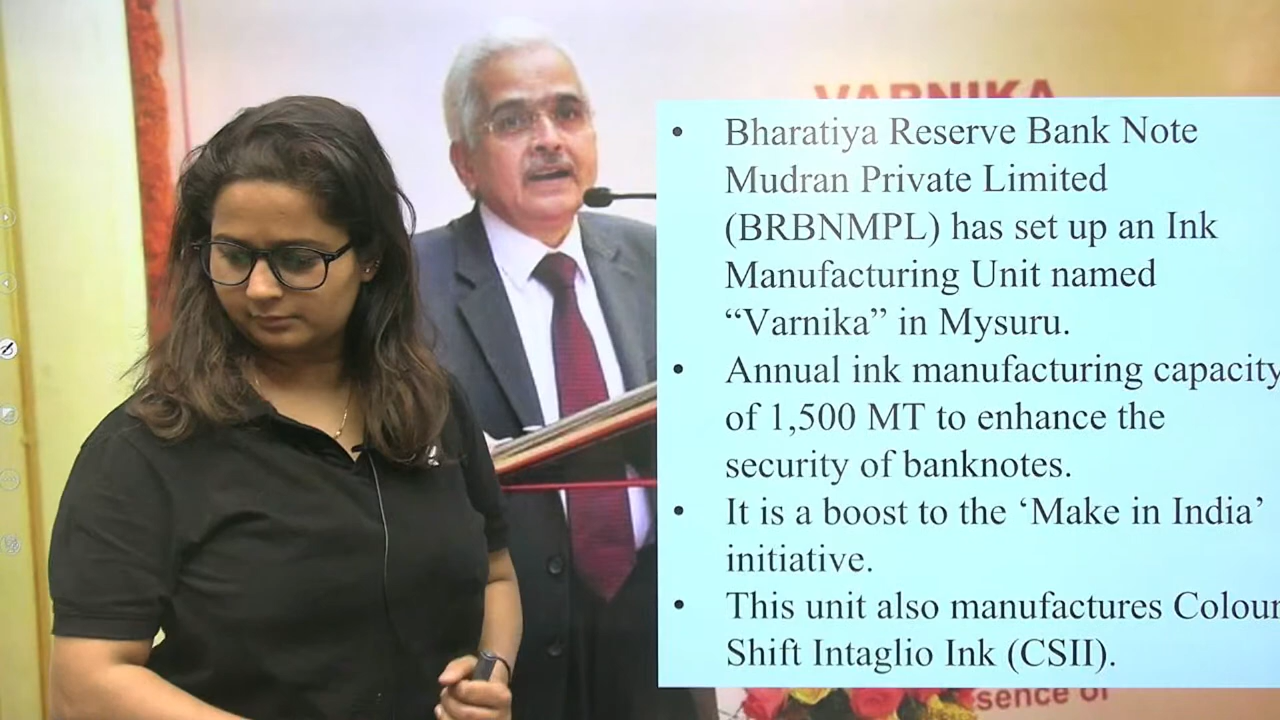 VARNIKA
• Bharatiya Reserve Bank Note
Mudran Private Limited
(BRBNMPL) has set up an Ink
Manufacturing Unit named
“Varnika” in Mysuru.
• Annual ink manufacturing capacity
of 1,500 MT to enhance the
security of banknotes.
• It is a boost to the ‘Make in India’
initiative.
• This unit also manufactures Colour
Shift Intaglio Ink (CSII).
sence of